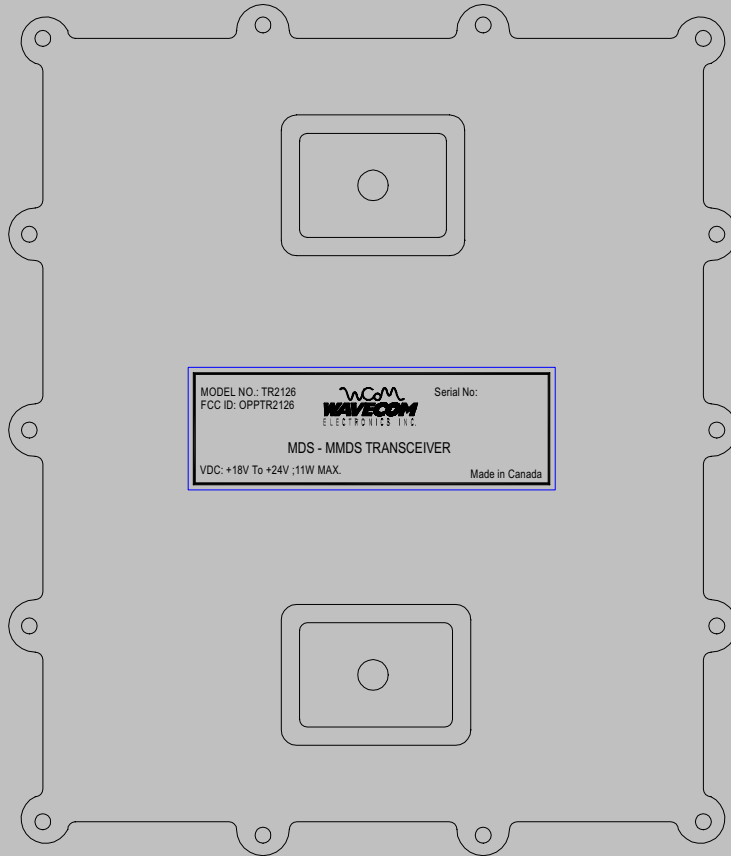 MODEL NO.: TR2126
FCC ID: OPPTR2126
WCOM
WAVECOM
ELECTRONICS INC.
Serial No:
MDS - MMDS TRANSCEIVER
VDC: +18V To +24V ;11W MAX.
Made in Canada